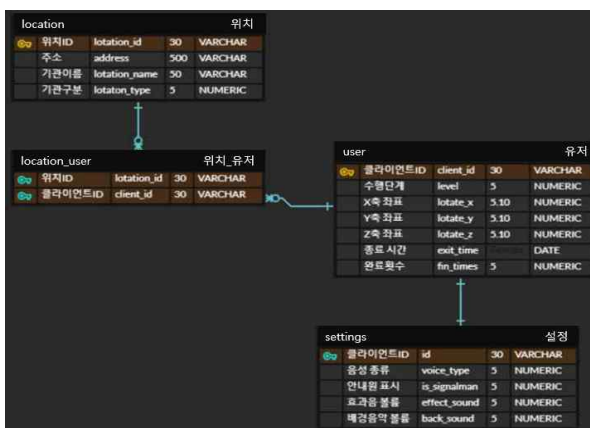 location 위치
위치ID lotation_id 30 VARCHAR
주소 address 500 VARCHAR
기관이름 lotation_name 50 VARCHAR
기관구분 lotaton_type 5 NUMERIC
location_user 위치_유저
위치ID lotation_id 30 VARCHAR
클라이언트ID client_id 30 VARCHAR
user 유저
클라이언트ID client_id 30 VARCHAR
수행단계 level 5 NUMERIC
X축 좌표 lotate_x 5.10 NUMERIC
Y축 좌표 lotate_y 5.10 NUMERIC
Z축 좌표 lotate_z 5.10 NUMERIC
종료 시간 exit_time DATE
완료횟수 fin_times 5 NUMERIC
settings 설정
클라이언트ID id 30 VARCHAR
음성 종류 voice_type 5 NUMERIC
안내원 표시 is_signalman 5 NUMERIC
효과음 볼륨 effect_sound 5 NUMERIC
배경음악 볼륨 back_sound 5 NUMERIC